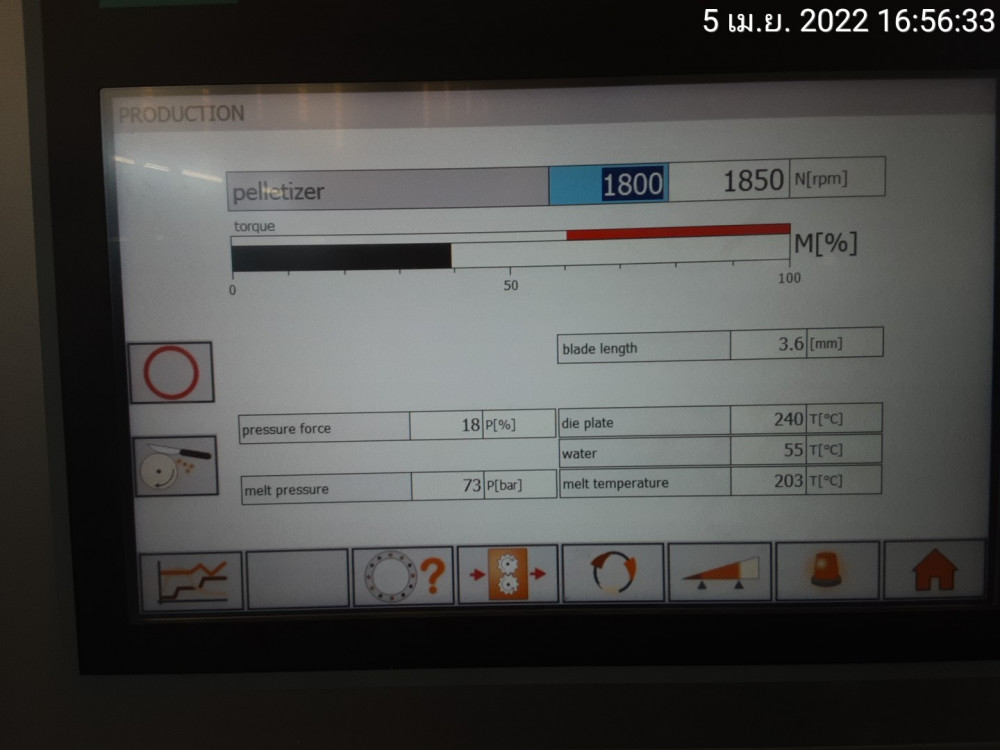 5 เม.ย. 2022 16:56:33
PRODUCTION
pelletizer 1800 1850 N[rpm]
torque
M[%]
0 50 100
blade length 3.6 [mm]
pressure force 18 P[%] die plate 240 T[°C]
water 55 T[°C]
melt pressure 73 P[bar] melt temperature 203 T[°C]
?